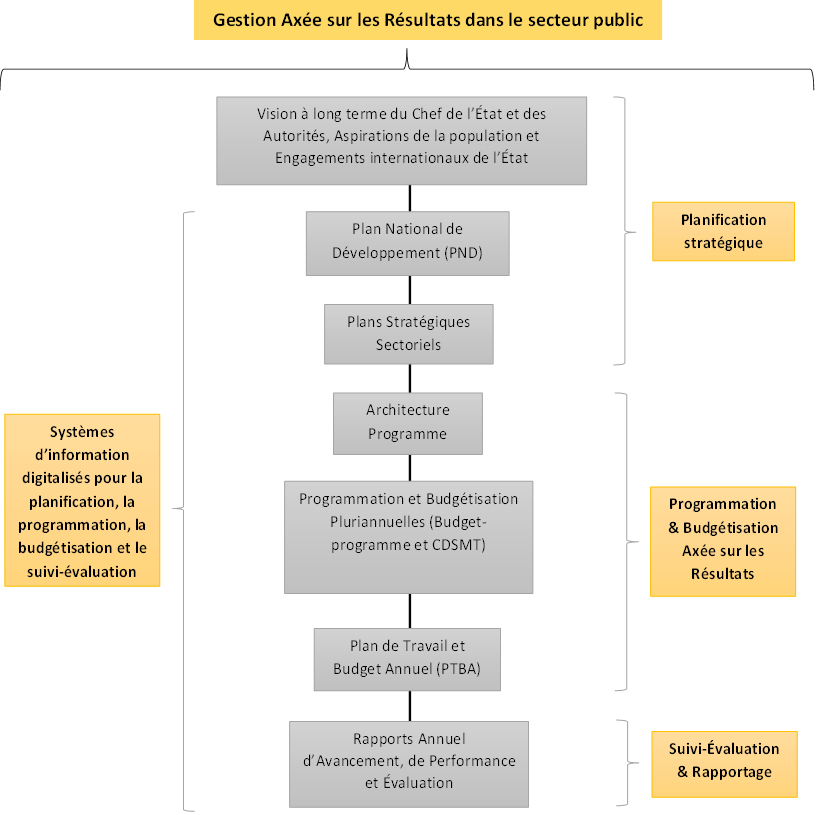 Gestion Axée sur les Résultats dans le secteur public
Vision à long terme du Chef de l'État et des
Autorités, Aspirations de la population et
Engagements internationaux de l'État
Plan National de
Développement (PND)
Planification
stratégique
Plans Stratégiques
Sectoriels
Architecture
Programme
Systèmes
d'information
digitalisés pour la
planification, la
programmation, la
budgétisation et le
suivi-évaluation
Programmation et Budgétisation
Pluriannuelles (Budget-
programme et CDSMT)
Programmation
& Budgétisation
Axée sur les
Résultats
Plan de Travail et
Budget Annuel (PTBA)
Rapports Annuel
d'Avancement, de Performance
et Évaluation
Suivi-Évaluation
& Rapportage